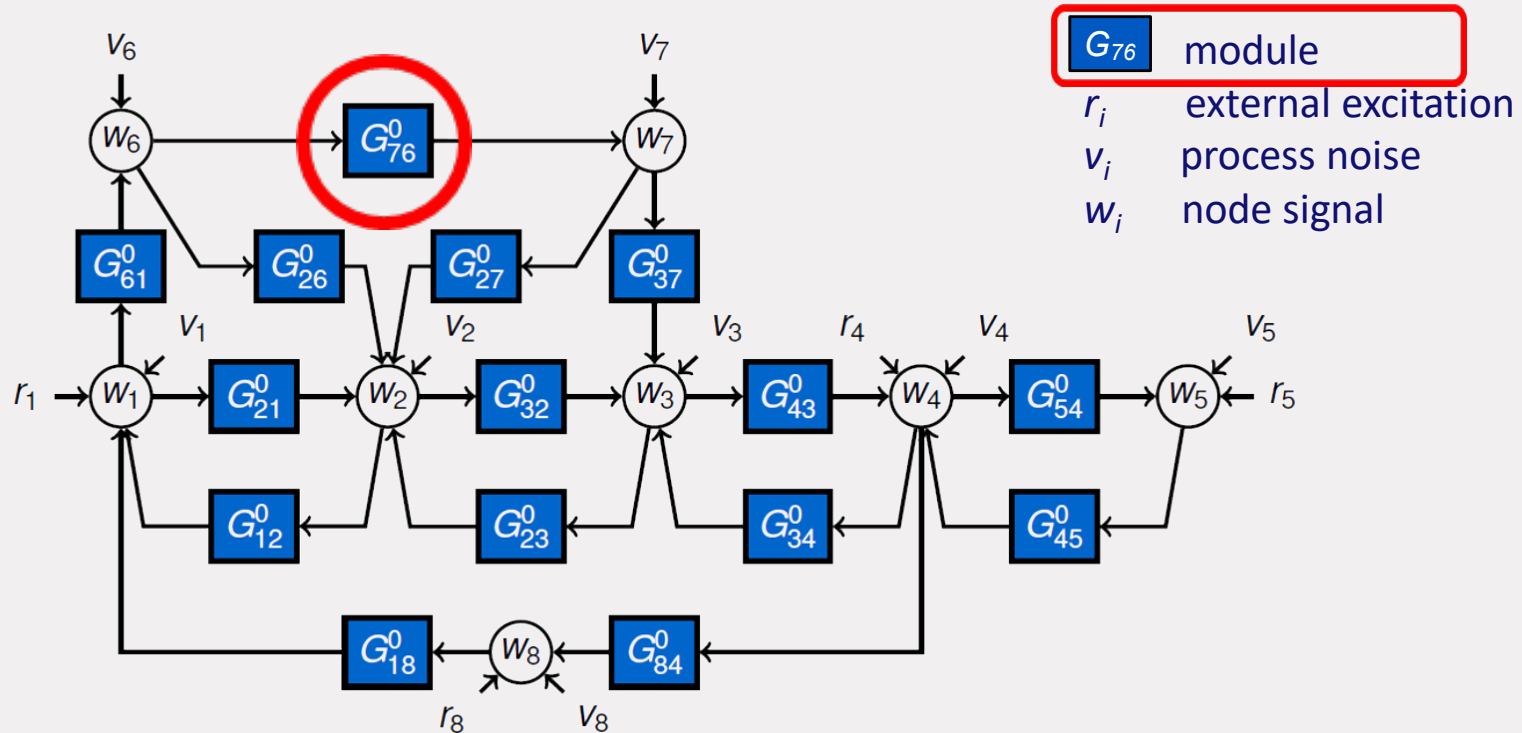 v6 v7
G76 module
ri external excitation
vi process noise
wi node signal
w6 G⁰76 w7
G⁰61 G⁰26 G⁰27 G⁰37
v1 v2 v3 r4 v4 v5
r1 w1 G⁰21 w2 G⁰32 w3 G⁰43 w4 G⁰54 w5 r5
G⁰12 G⁰23 G⁰34 G⁰45
G⁰18 w8 G⁰84
r8 v8